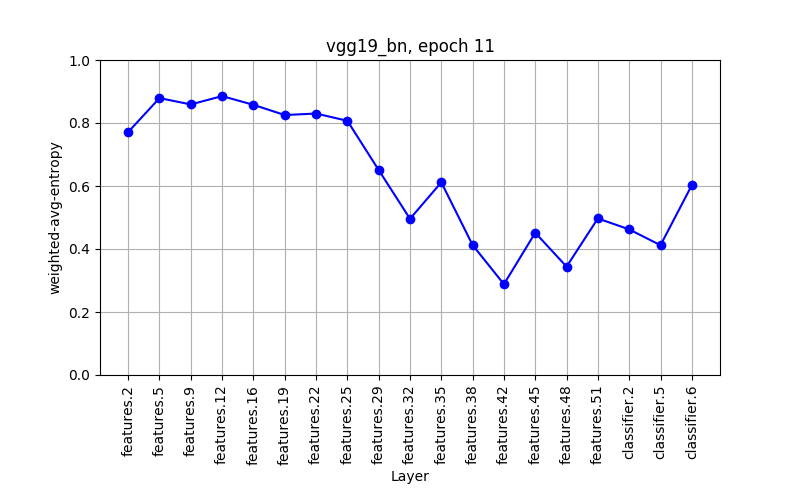 vgg19_bn, epoch 11
1.0
0.8
0.6
0.4
0.2
0.0
weighted-avg-entropy
features.2
features.5
features.9
features.12
features.16
features.19
features.22
features.25
features.29
features.32
features.35
features.38
features.42
features.45
features.48
features.51
classifier.2
classifier.5
classifier.6
Layer